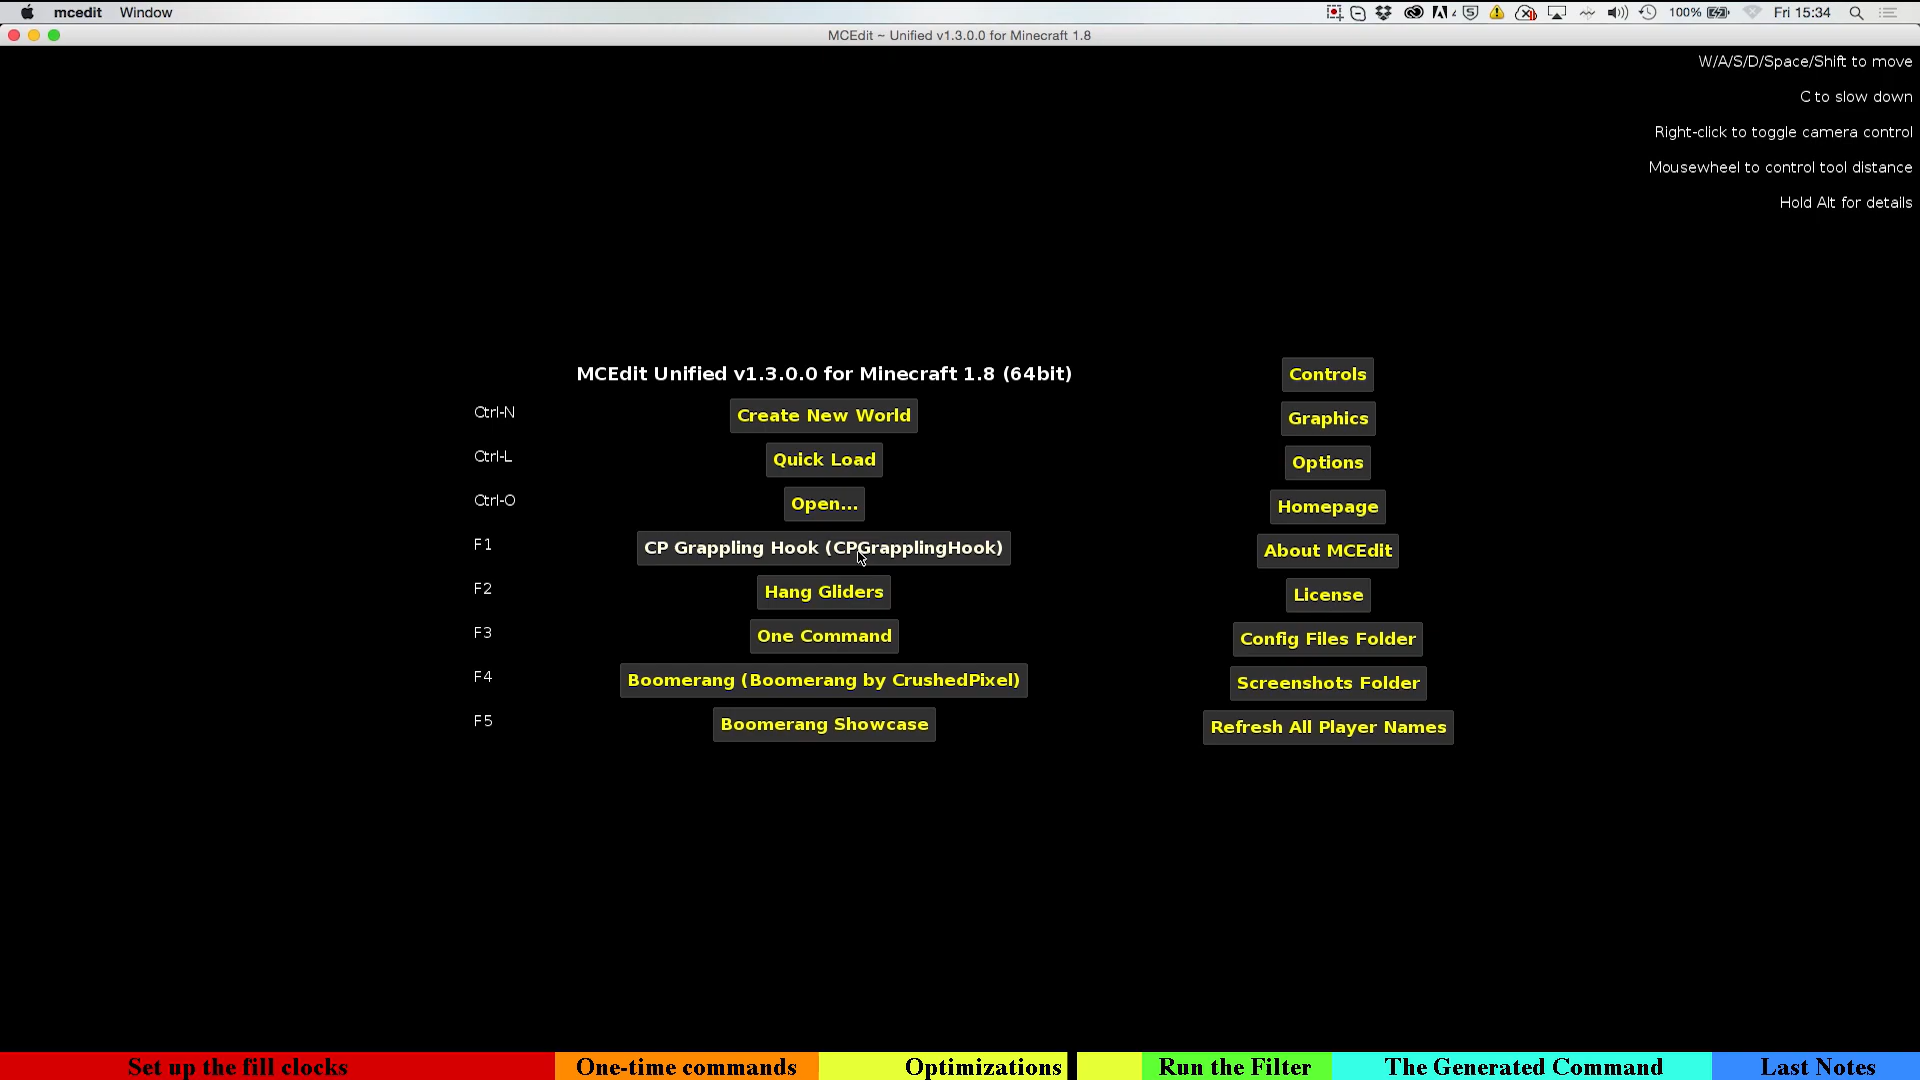 mcedit Window
100% Fri 15:34
MCEdit ~ Unified v1.3.0.0 for Minecraft 1.8
W/A/S/D/Space/Shift to move
C to slow down
Right-click to toggle camera control
Mousewheel to control tool distance
Hold Alt for details
MCEdit Unified v1.3.0.0 for Minecraft 1.8 (64bit)
Ctrl-N Create New World
Ctrl-L Quick Load
Ctrl-O Open...
F1 CP Grappling Hook (CPGrapplingHook)
F2 Hang Gliders
F3 One Command
F4 Boomerang (Boomerang by CrushedPixel)
F5 Boomerang Showcase
Controls
Graphics
Options
Homepage
About MCEdit
License
Config Files Folder
Screenshots Folder
Refresh All Player Names
Set up the fill clocks
One-time commands
Optimizations
Run the Filter
The Generated Command
Last Notes